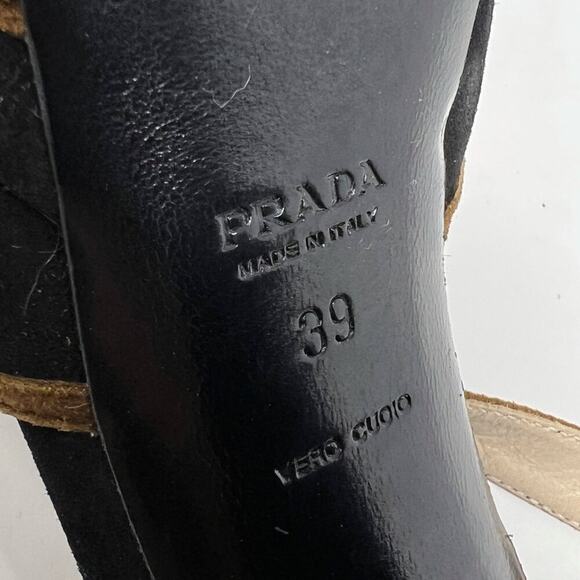 PRADA
MADE IN ITALY
39
VERO CUOIO